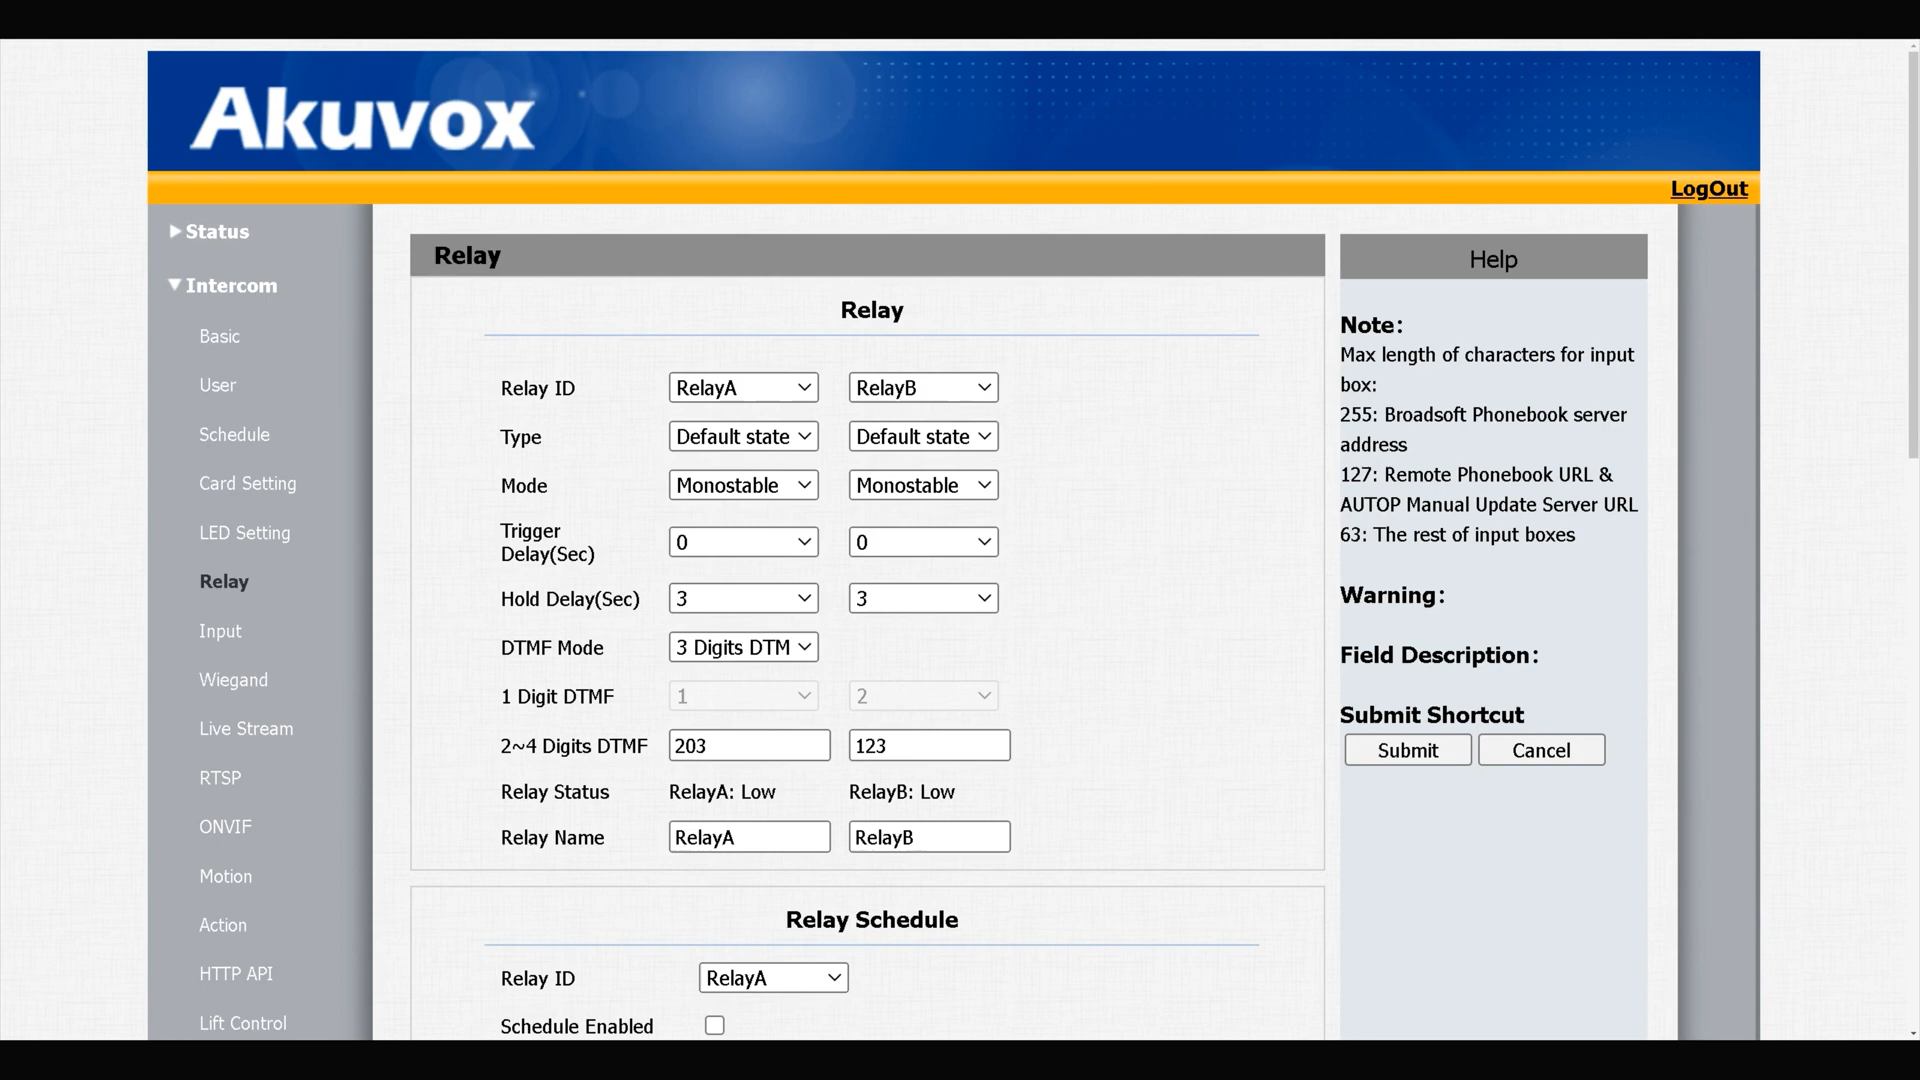 Akuvox
LogOut
Status
Intercom
Basic
User
Schedule
Card Setting
LED Setting
Relay
Input
Wiegand
Live Stream
RTSP
ONVIF
Motion
Action
HTTP API
Lift Control
Relay
Relay
Relay ID RelayA RelayB
Type Default state Default state
Mode Monostable Monostable
Trigger
Delay(Sec) 0 0
Hold Delay(Sec) 3 3
DTMF Mode 3 Digits DTM
1 Digit DTMF 1 2
2~4 Digits DTMF 203 123
Relay Status RelayA: Low RelayB: Low
Relay Name RelayA RelayB
Relay Schedule
Relay ID RelayA
Schedule Enabled
Help
Note:
Max length of characters for input
box:
255: Broadsoft Phonebook server
address
127: Remote Phonebook URL &
AUTOP Manual Update Server URL
63: The rest of input boxes
Warning:
Field Description:
Submit Shortcut
Submit Cancel